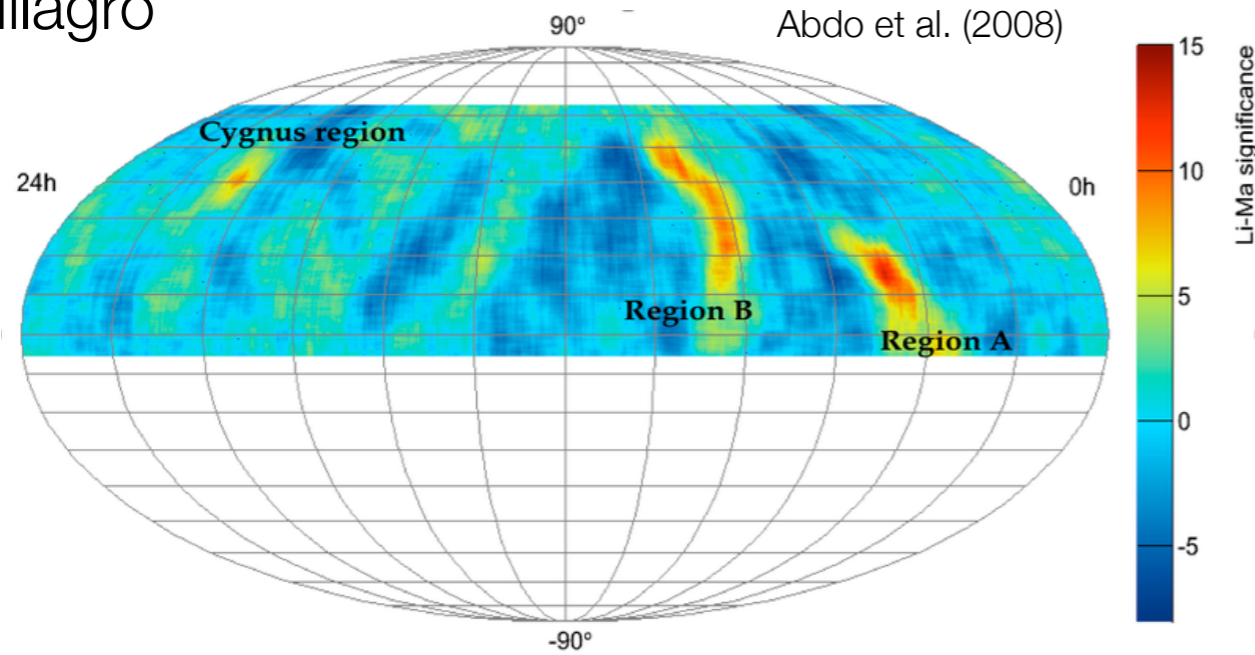 Abdo et al. (2008)
90°
15
Cygnus region
10
24h
0h
Li-Ma significance
5
Region B
Region A
0
-5
-90°